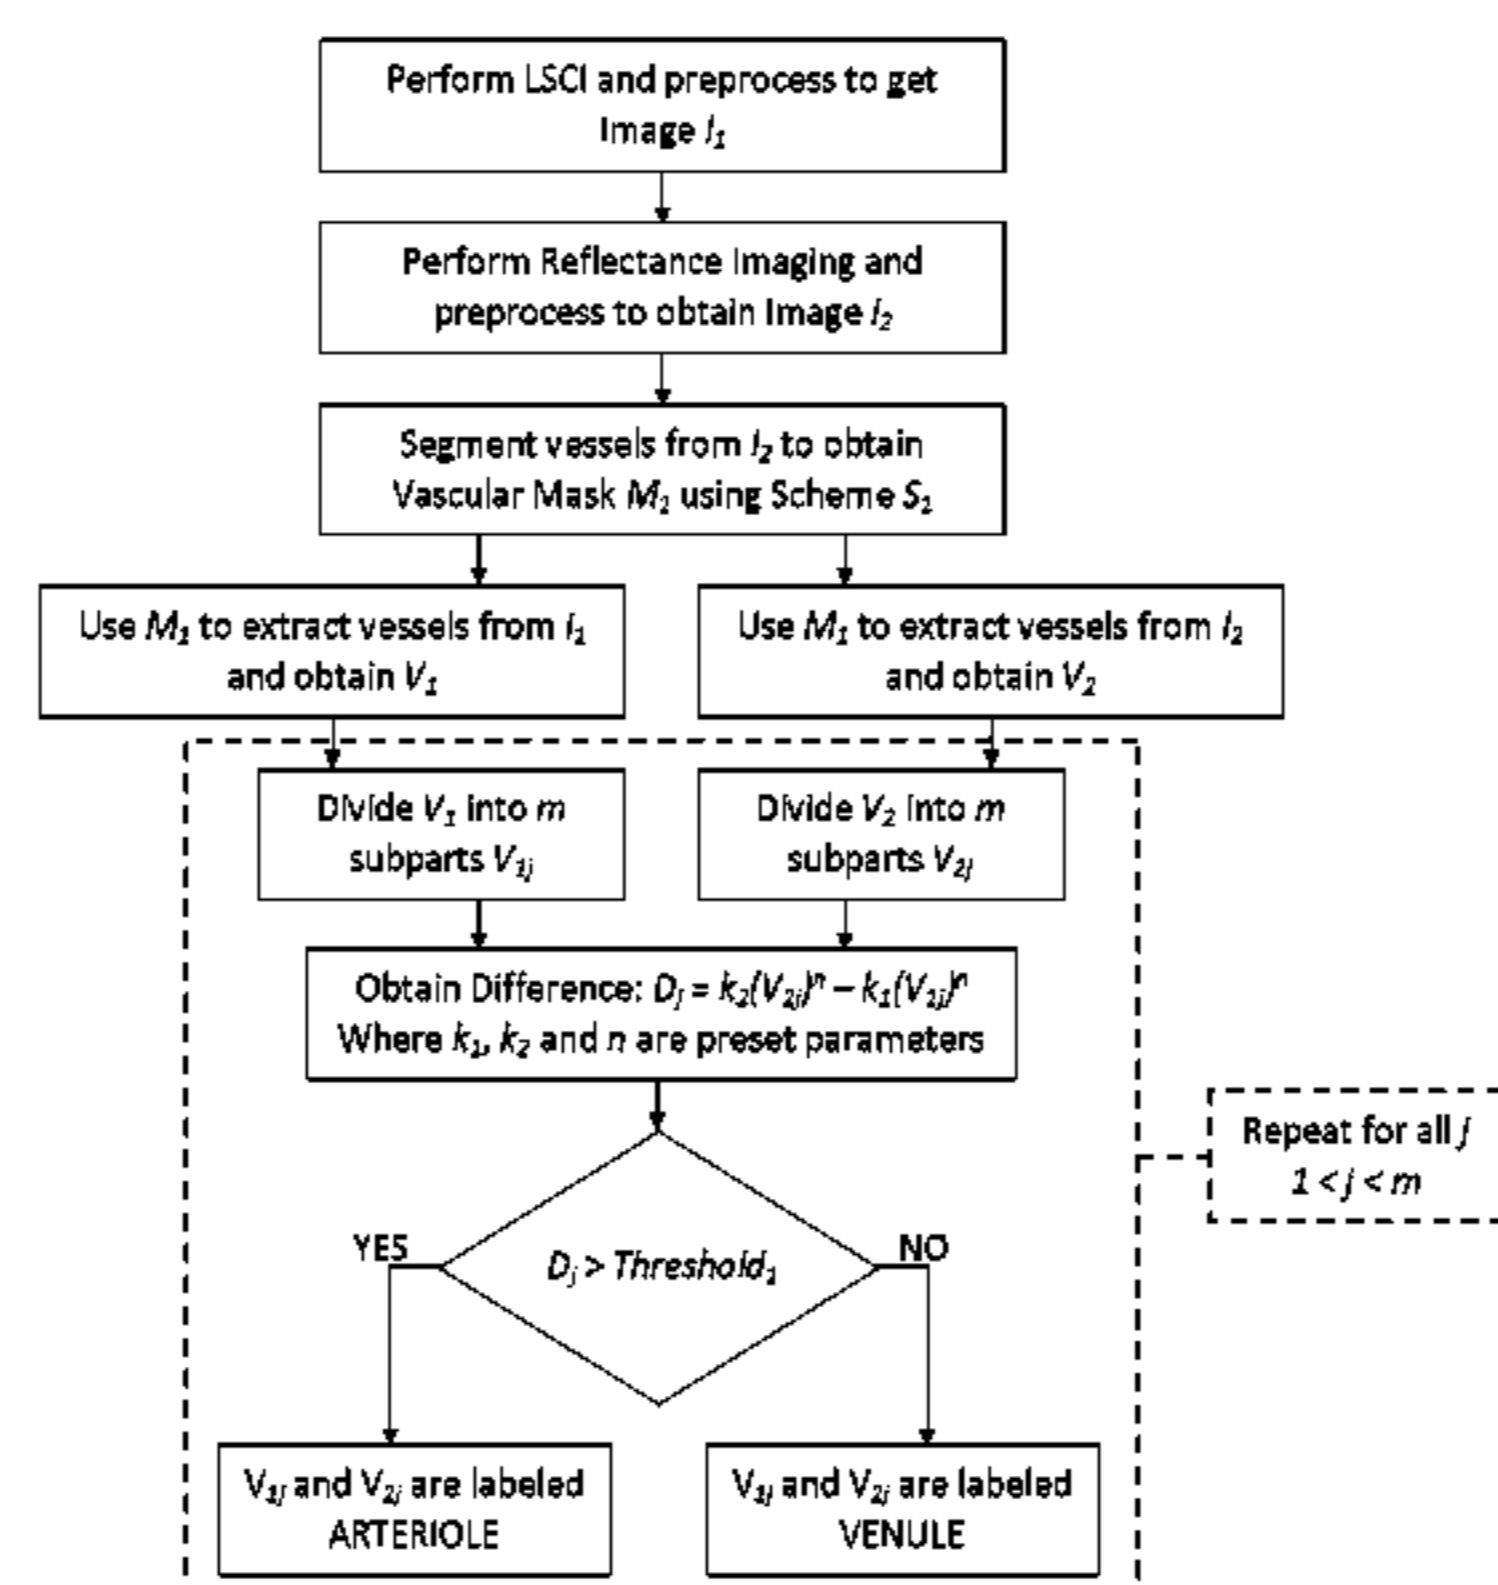 Perform LSCI and preprocess to get
Image I₁
Perform Reflectance Imaging and
preprocess to obtain Image I₂
Segment vessels from I₂ to obtain
Vascular Mask M₁ using Scheme S₁
Use M₁ to extract vessels from I₁
and obtain V₁
Use M₁ to extract vessels from I₂
and obtain V₂
Divide V₁ into m
subparts V₁ⱼ
Divide V₂ into m
subparts V₂ⱼ
Obtain Difference: Dⱼ = k₂(V₂ⱼ)ⁿ – k₁(V₁ⱼ)ⁿ
Where k₁, k₂ and n are preset parameters
Repeat for all j
1 < j < m
YES
NO
Dⱼ > Threshold₁
V₁ⱼ and V₂ⱼ are labeled
ARTERIOLE
V₁ⱼ and V₂ⱼ are labeled
VENULE